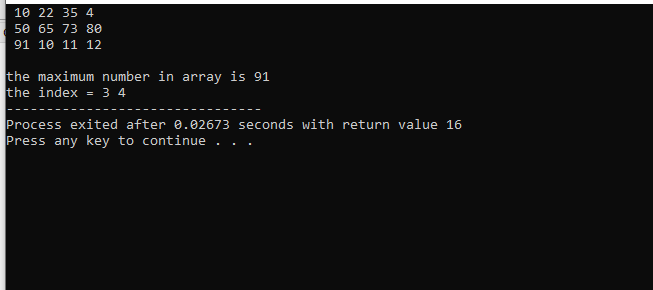 10 22 35 4
50 65 73 80
91 10 11 12
the maximum number in array is 91
the index = 3 4
--------------------------------
Process exited after 0.02673 seconds with return value 16
Press any key to continue . . .